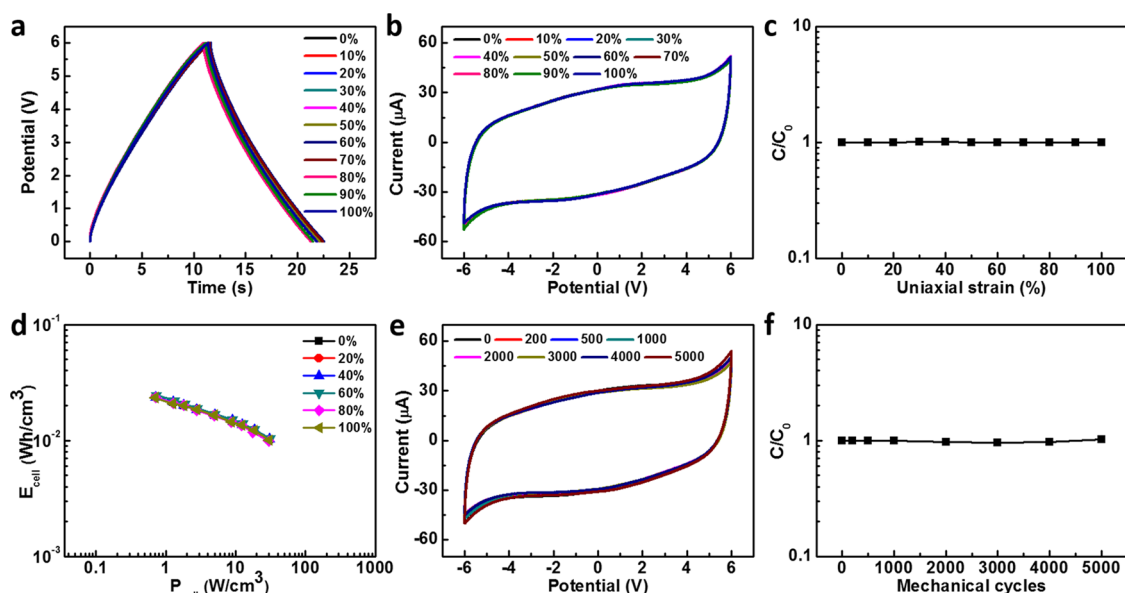 a
6
5
4
3
2
1
0
Potential (V)
0 5 10 15 20 25
Time (s)
0%
10%
20%
30%
40%
50%
60%
70%
80%
90%
100%
b
60
30
0
-30
-60
Current (μA)
0% 10% 20% 30%
40% 50% 60% 70%
80% 90% 100%
-6 -4 -2 0 2 4 6
Potential (V)
c
10
1
0.1
C/C0
0 20 40 60 80 100
Uniaxial strain (%)
d
10-1
10-2
10-3
Ecell (Wh/cm3)
0%
20%
40%
60%
80%
100%
0.1 1 10 100 1000
(W/cm3)
e
60
30
0
-30
-60
Current (μA)
0 200 500 1000
2000 3000 4000 5000
-6 -4 -2 0 2 4 6
Potential (V)
f
10
1
0.1
C/C0
0 1000 2000 3000 4000 5000
Mechanical cycles